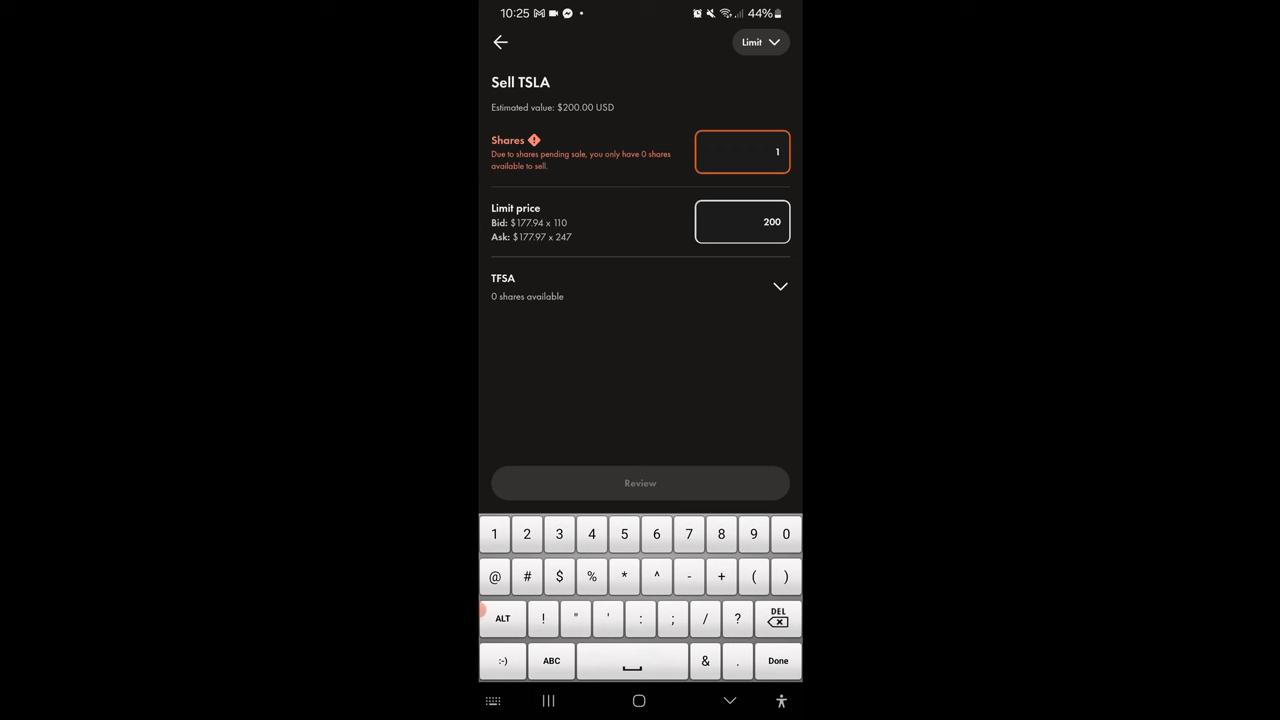 10:25 44%
Limit
Sell TSLA
Estimated value: $200.00 USD
Shares
Due to shares pending sale, you only have 0 shares
available to sell.
1
Limit price
Bid: $177.94 x 110
Ask: $177.97 x 247
200
TFSA
0 shares available
Review
1 2 3 4 5 6 7 8 9 0
@ # $ % * ^ - + ( )
ALT ! " ' : ; / ? DEL
:-) ABC & . Done